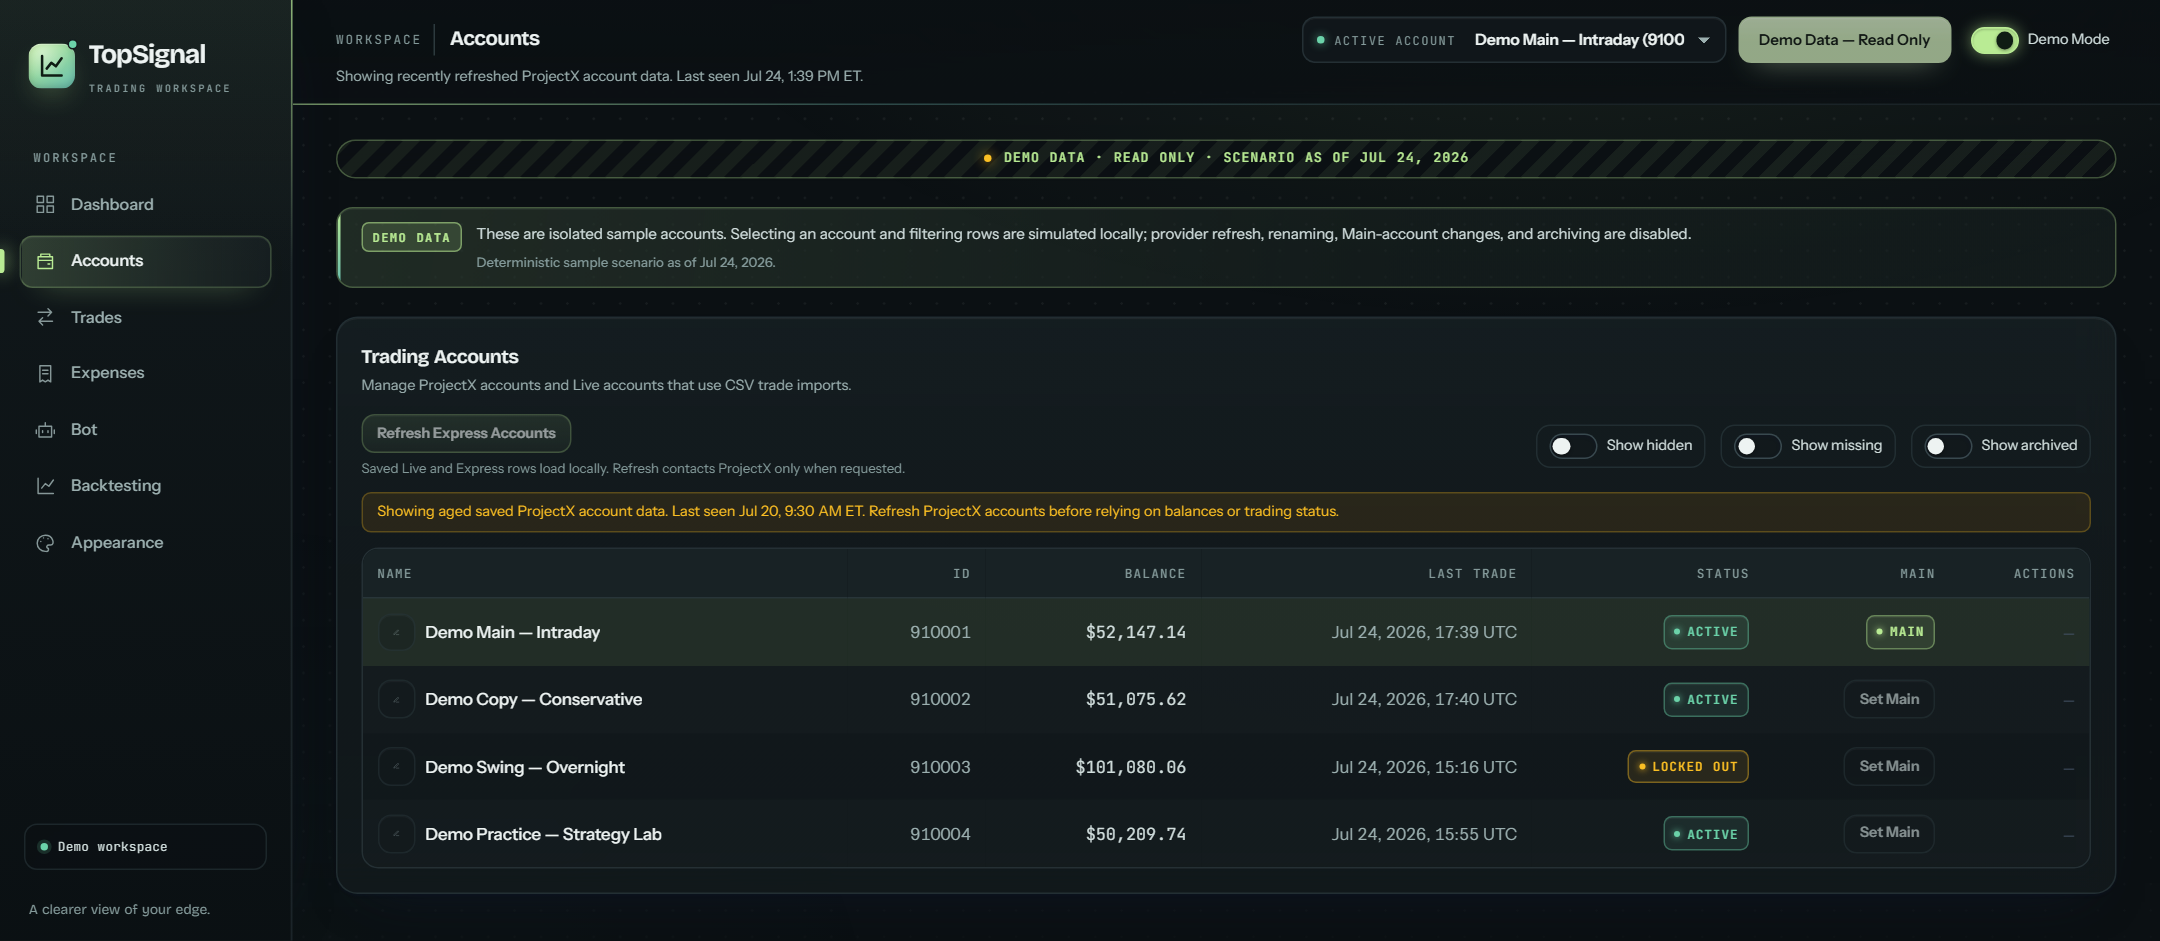 TopSignal
TRADING WORKSPACE
WORKSPACE
Dashboard
Accounts
Trades
Expenses
Bot
Backtesting
Appearance
Demo workspace
A clearer view of your edge.
WORKSPACE Accounts
Showing recently refreshed ProjectX account data. Last seen Jul 24, 1:39 PM ET.
ACTIVE ACCOUNT Demo Main — Intraday (9100
Demo Data — Read Only
Demo Mode
DEMO DATA · READ ONLY · SCENARIO AS OF JUL 24, 2026
DEMO DATA These are isolated sample accounts. Selecting an account and filtering rows are simulated locally; provider refresh, renaming, Main-account changes, and archiving are disabled.
Deterministic sample scenario as of Jul 24, 2026.
Trading Accounts
Manage ProjectX accounts and Live accounts that use CSV trade imports.
Refresh Express Accounts
Saved Live and Express rows load locally. Refresh contacts ProjectX only when requested.
Show hidden Show missing Show archived
Showing aged saved ProjectX account data. Last seen Jul 20, 9:30 AM ET. Refresh ProjectX accounts before relying on balances or trading status.
NAME ID BALANCE LAST TRADE STATUS MAIN ACTIONS
Demo Main — Intraday 910001 $52,147.14 Jul 24, 2026, 17:39 UTC ACTIVE MAIN —
Demo Copy — Conservative 910002 $51,075.62 Jul 24, 2026, 17:40 UTC ACTIVE Set Main —
Demo Swing — Overnight 910003 $101,080.06 Jul 24, 2026, 15:16 UTC LOCKED OUT Set Main —
Demo Practice — Strategy Lab 910004 $50,209.74 Jul 24, 2026, 15:55 UTC ACTIVE Set Main —